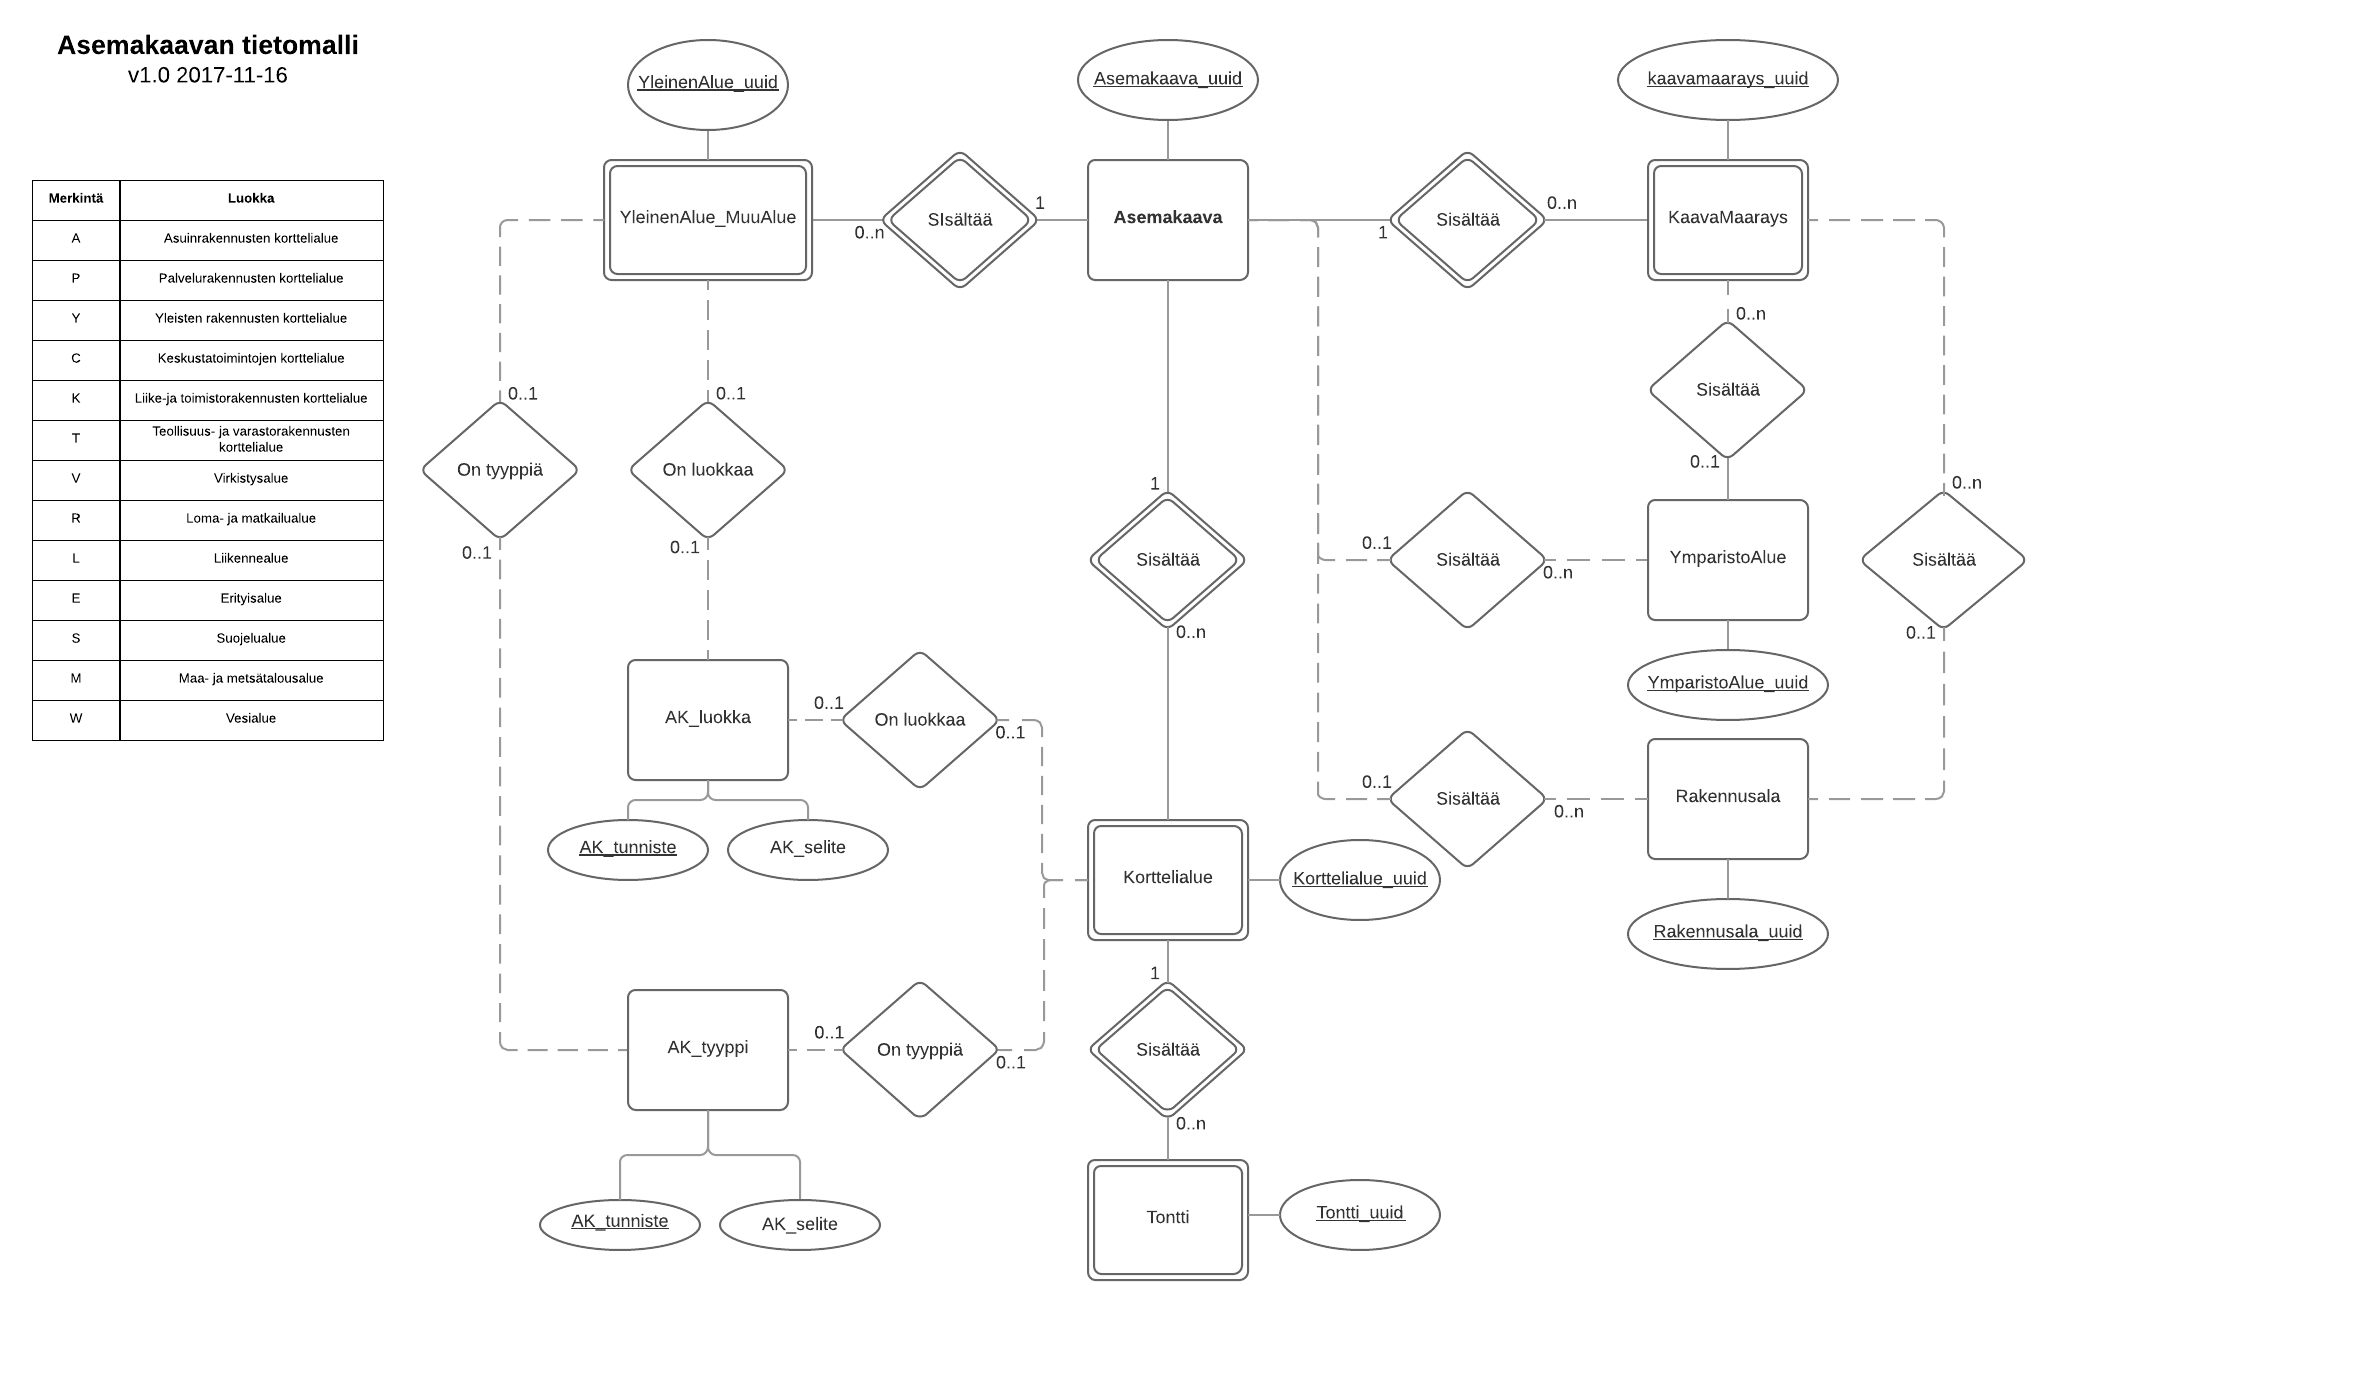 Asemakaavan tietomalli
v1.0 2017-11-16
Merkintä Luokka
A Asuinrakennusten korttelialue
P Palvelurakennusten korttelialue
Y Yleisten rakennusten korttelialue
C Keskustatoimintojen korttelialue
K Liike-ja toimistorakennusten korttelialue
T Teollisuus- ja varastorakennusten
korttelialue
V Virkistysalue
R Loma- ja matkailualue
L Liikennealue
E Erityisalue
S Suojelualue
M Maa- ja metsätalousalue
W Vesialue
YleinenAlue_uuid
Asemakaava_uuid
kaavamaarays_uuid
YleinenAlue_MuuAlue
0..n
SIsältää
1
Asemakaava
1
Sisältää
0..n
KaavaMaarays
0..n
Sisältää
0..1
0..1
On tyyppiä
0..1
0..1
On luokkaa
0..1
1
Sisältää
0..n
0..1
Sisältää
0..n
YmparistoAlue
YmparistoAlue_uuid
0..n
Sisältää
0..1
AK_luokka
0..1
On luokkaa
0..1
AK_tunniste
AK_selite
0..1
Sisältää
0..n
Rakennusala
Rakennusala_uuid
Korttelialue
Korttelialue_uuid
AK_tyyppi
0..1
On tyyppiä
0..1
1
Sisältää
0..n
AK_tunniste
AK_selite
Tontti
Tontti_uuid